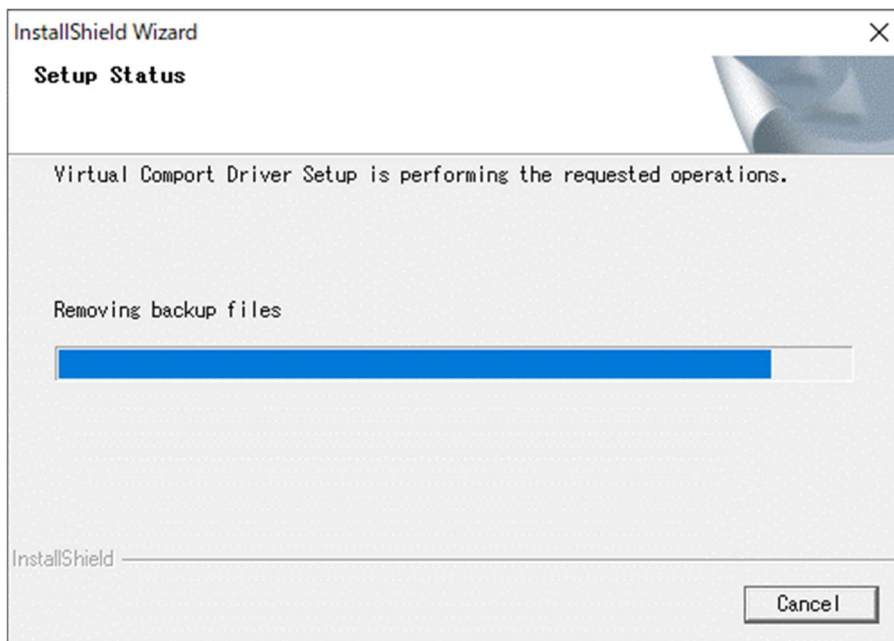 InstallShield Wizard
Setup Status
Virtual Comport Driver Setup is performing the requested operations.
Removing backup files
InstallShield
Cancel